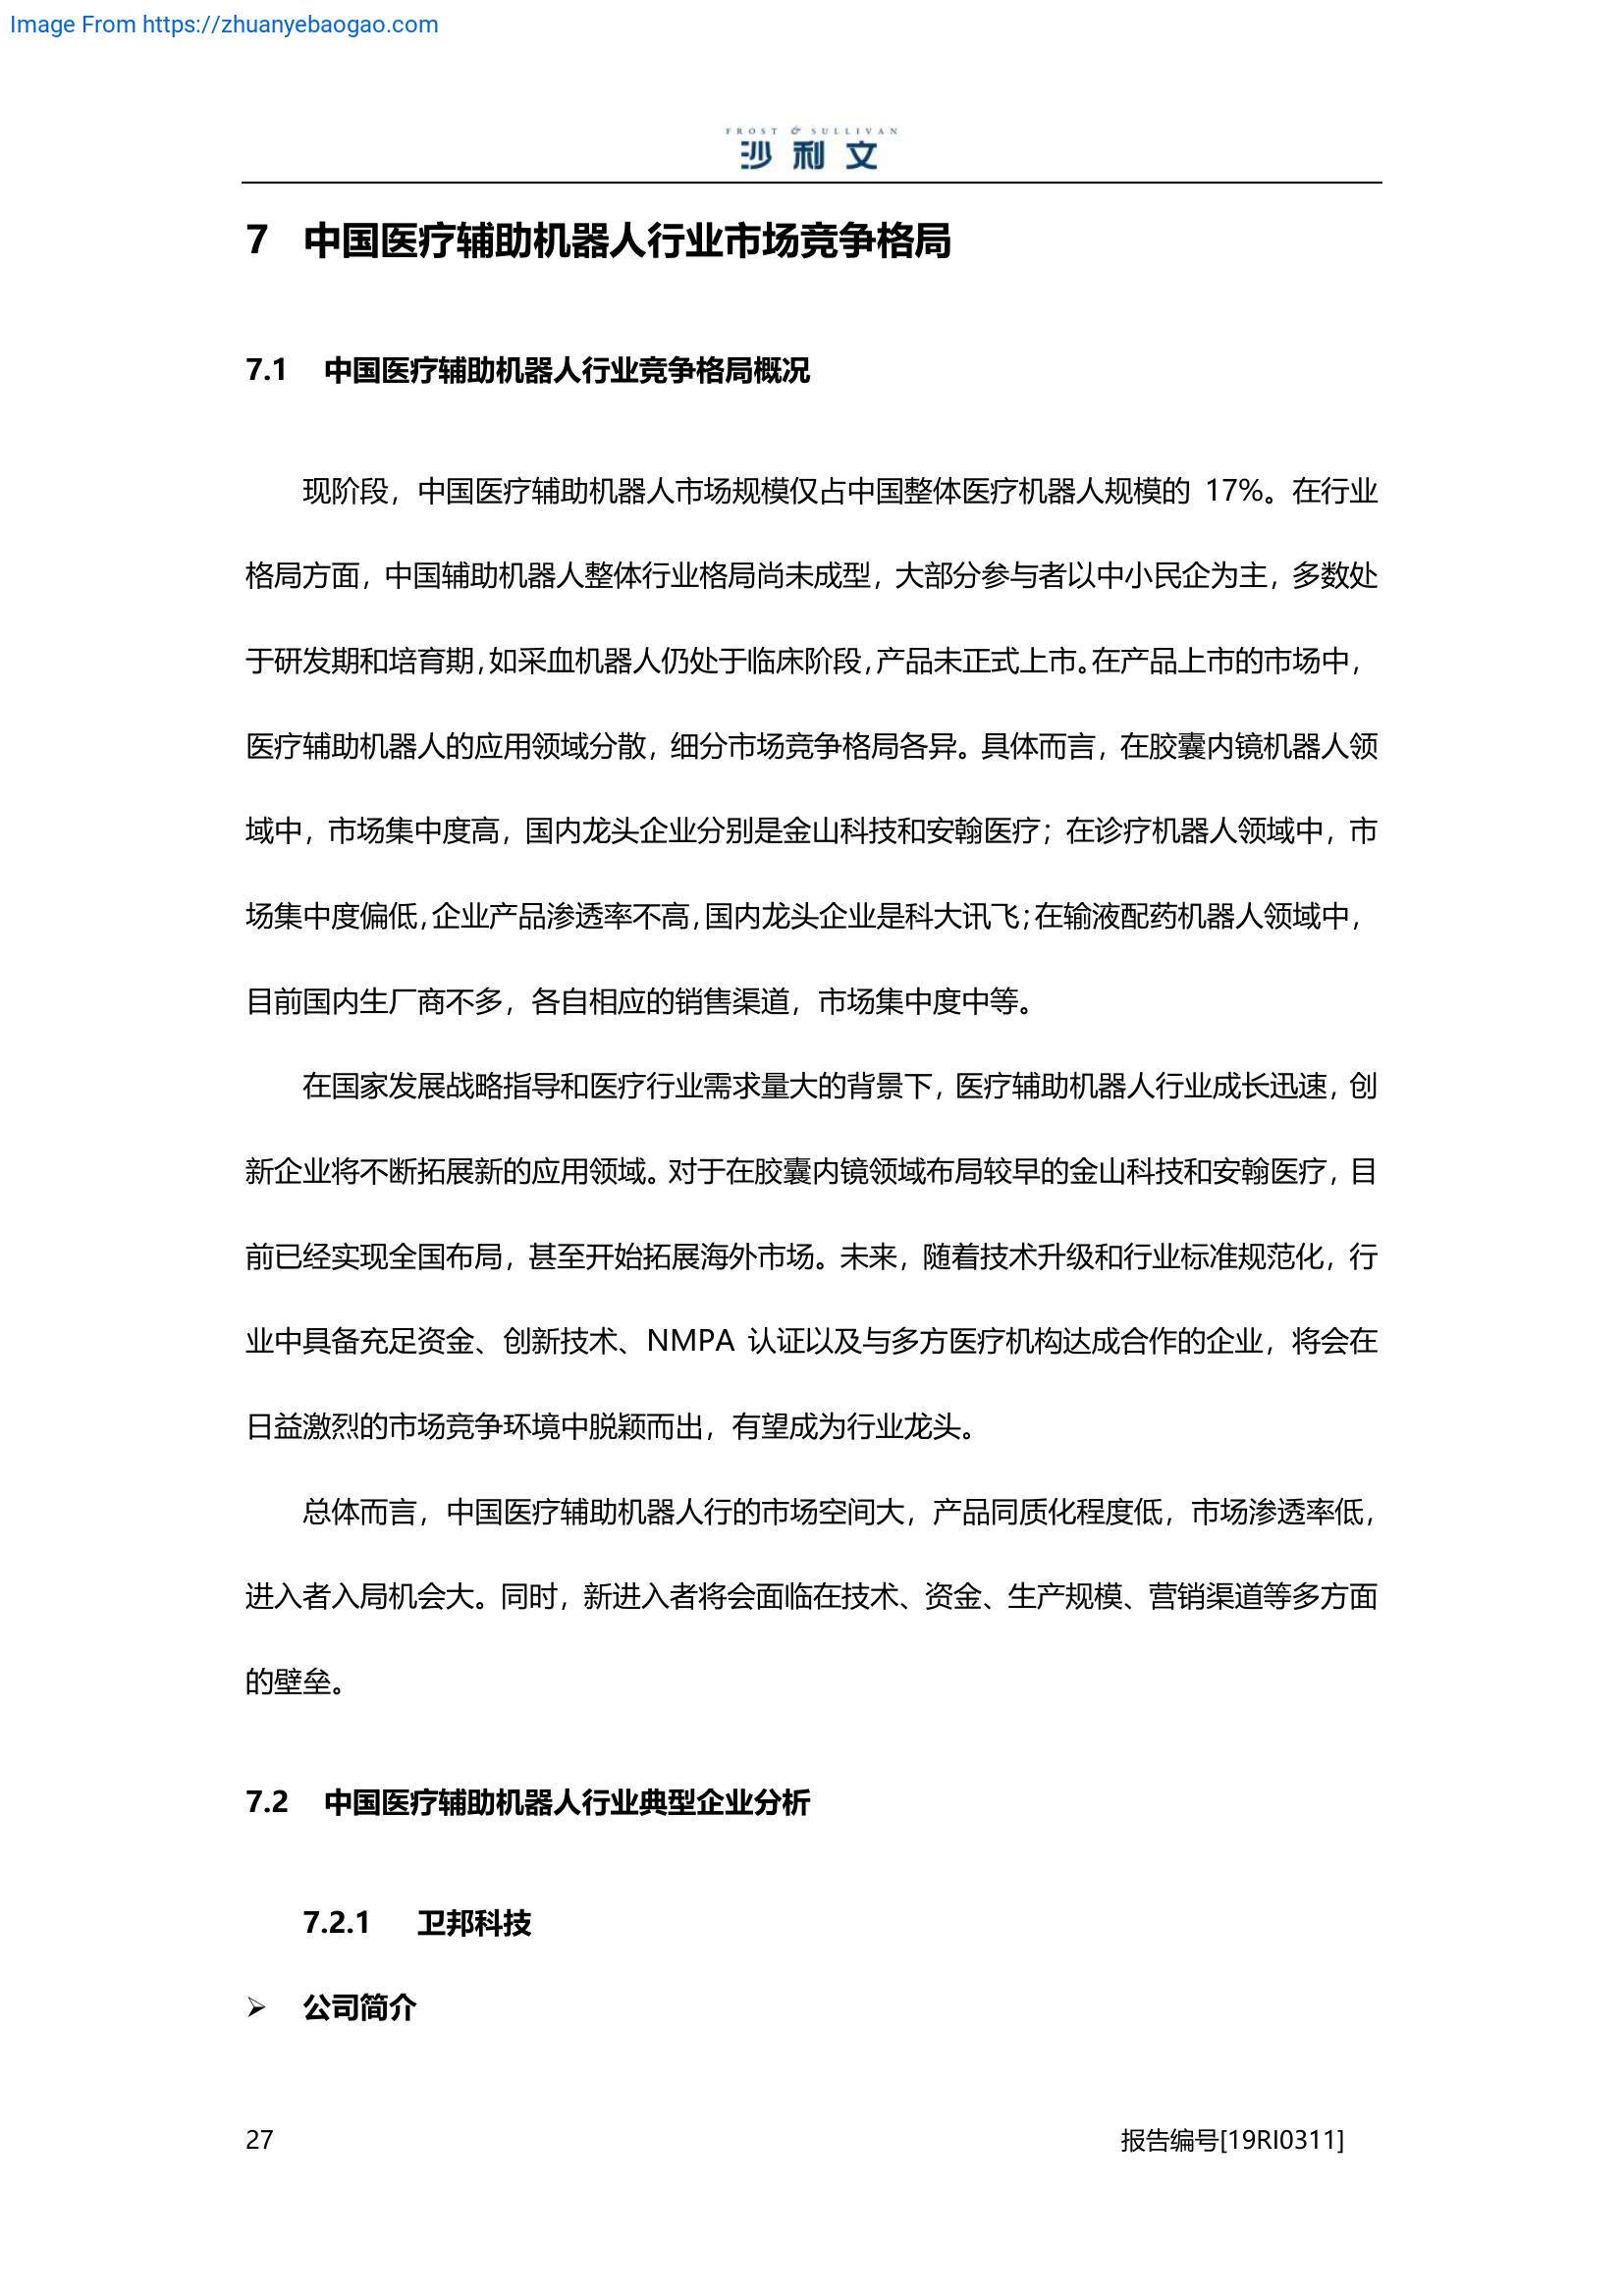 Image From https://zhuanyebaogao.com
FROST & SULLIVAN
沙利文
7 中国医疗辅助机器人行业市场竞争格局
7.1 中国医疗辅助机器人行业竞争格局概况
现阶段，中国医疗辅助机器人市场规模仅占中国整体医疗机器人规模的 17%。在行业
格局方面，中国辅助机器人整体行业格局尚未成型，大部分参与者以中小民企为主，多数处
于研发期和培育期，如采血机器人仍处于临床阶段，产品未正式上市。在产品上市的市场中，
医疗辅助机器人的应用领域分散，细分市场竞争格局各异。具体而言，在胶囊内镜机器人领
域中，市场集中度高，国内龙头企业分别是金山科技和安翰医疗；在诊疗机器人领域中，市
场集中度偏低，企业产品渗透率不高，国内龙头企业是科大讯飞；在输液配药机器人领域中，
目前国内生厂商不多，各自相应的销售渠道，市场集中度中等。
在国家发展战略指导和医疗行业需求量大的背景下，医疗辅助机器人行业成长迅速，创
新企业将不断拓展新的应用领域。对于在胶囊内镜领域布局较早的金山科技和安翰医疗，目
前已经实现全国布局，甚至开始拓展海外市场。未来，随着技术升级和行业标准规范化，行
业中具备充足资金、创新技术、NMPA 认证以及与多方医疗机构达成合作的企业，将会在
日益激烈的市场竞争环境中脱颖而出，有望成为行业龙头。
总体而言，中国医疗辅助机器人行的市场空间大，产品同质化程度低，市场渗透率低，
进入者入局机会大。同时，新进入者将会面临在技术、资金、生产规模、营销渠道等多方面
的壁垒。
7.2 中国医疗辅助机器人行业典型企业分析
7.2.1 卫邦科技
➢ 公司简介
27 报告编号[19RI0311]